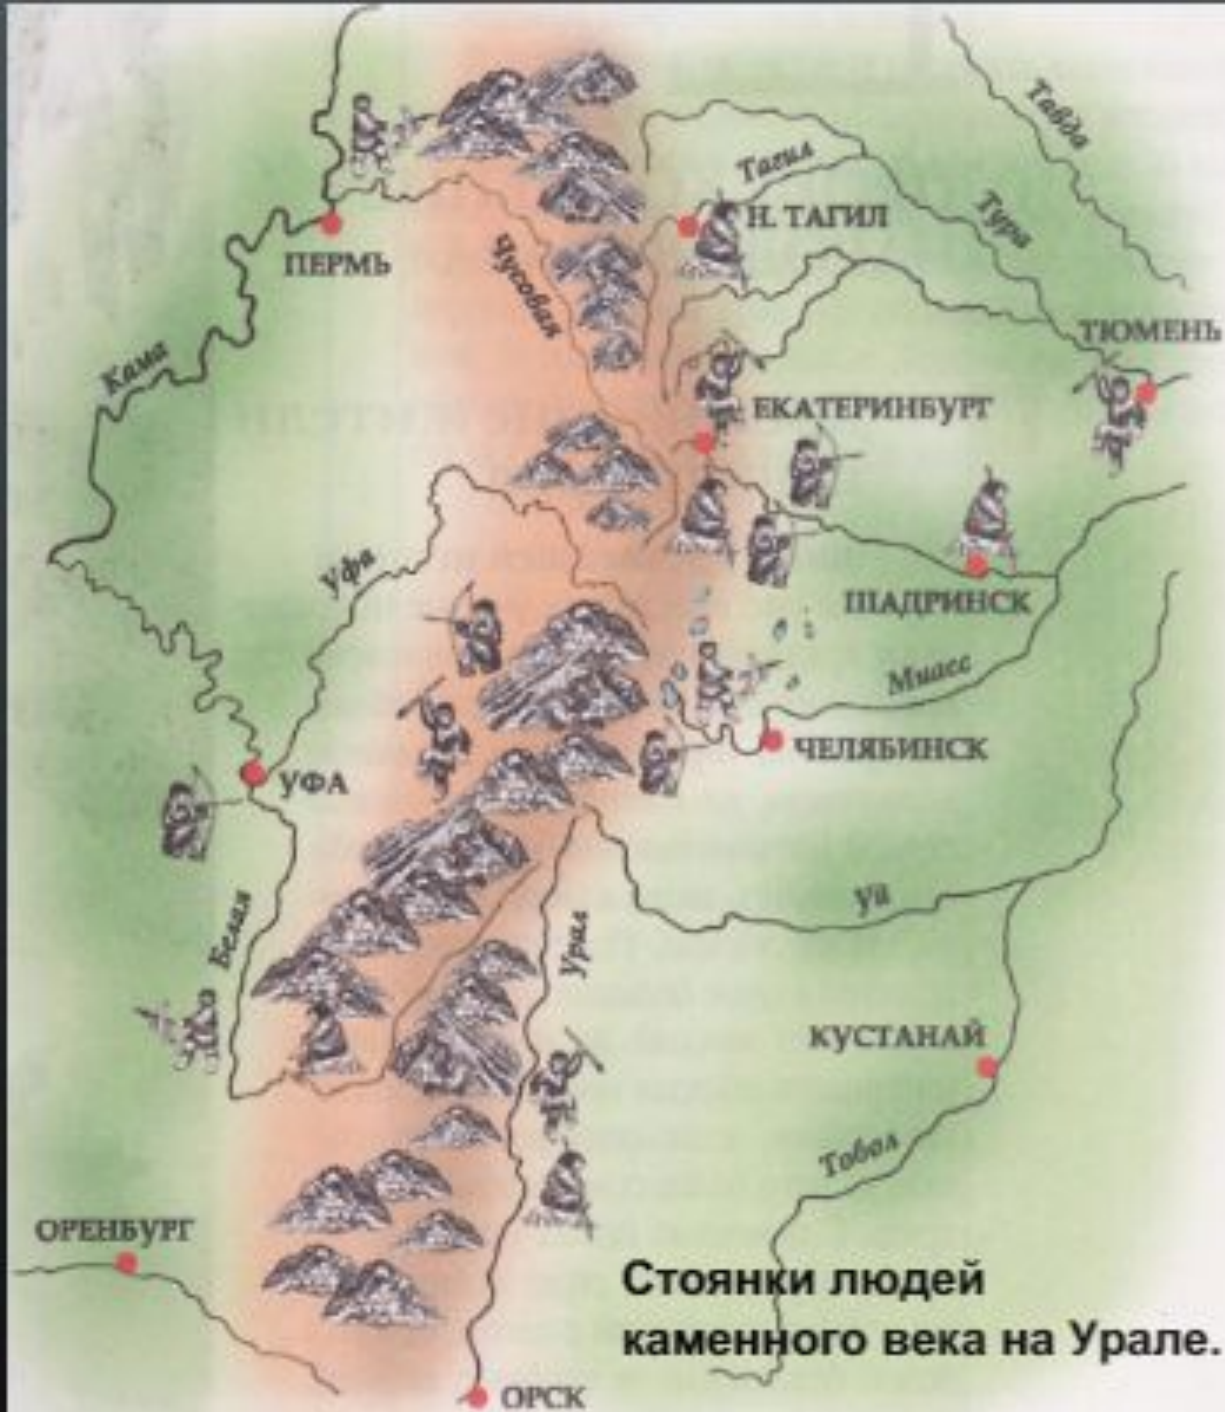 Тавда
Тагил
Н. ТАГИЛ
Тура
ПЕРМЬ
Чусовая
ТЮМЕНЬ
Кама
ЕКАТЕРИНБУРГ
Уфа
ШАДРИНСК
Миасс
ЧЕЛЯБИНСК
УФА
Уй
Белая
Урал
КУСТАНАЙ
Тобол
ОРЕНБУРГ
Стоянки людей
каменного века на Урале.
ОРСК